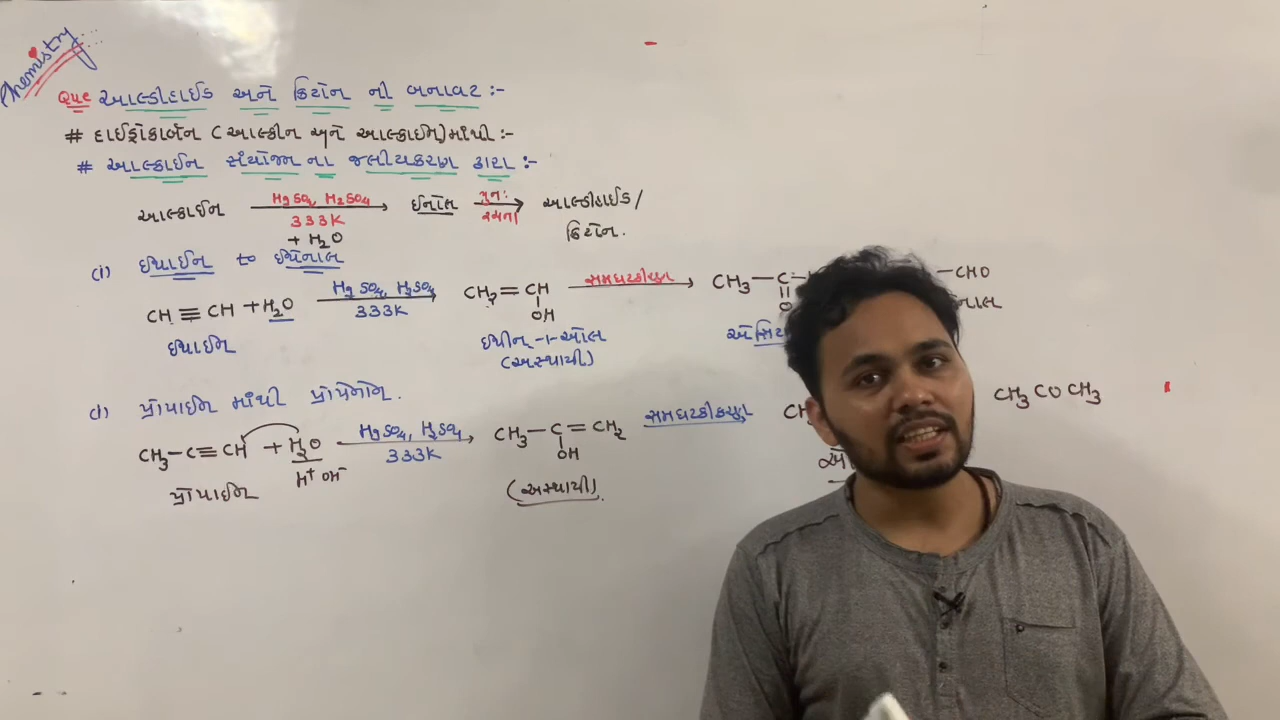 Chemistry
Que આલ્ડીહાઈડ અને કિટોન ની બનાવટ :-
# હાઈડ્રોકાર્બન (આલ્કીન અને આલ્કાઈન) માંથી :-
# આલ્કાઈન સંયોજન ના જલીયકરણ દ્વારા :-
આલ્કાઈન HgSO4, H2SO4 333K + H2O ઈનોલ પુનઃ રચના આલ્ડીહાઈડ/ કિટોન.
(i) ઈથાઈન to ઈથેનાલ
CH≡CH + H2O HgSO4, H2SO4 333K CH2=CH OH સમઘટકીકરણ CH3-C- O -CHO
ઈથાઈન ઈથીન-1-ઓલ (અસ્થાયી)
પ્રોપાઈન માંથી પ્રોપેનોન.
CH3-C≡CH + H2O HgSO4, H2SO4 333K CH3-C=CH2 OH સમઘટકીકરણ CH3COCH3
H+ OH-
પ્રોપાઈન (અસ્થાયી)